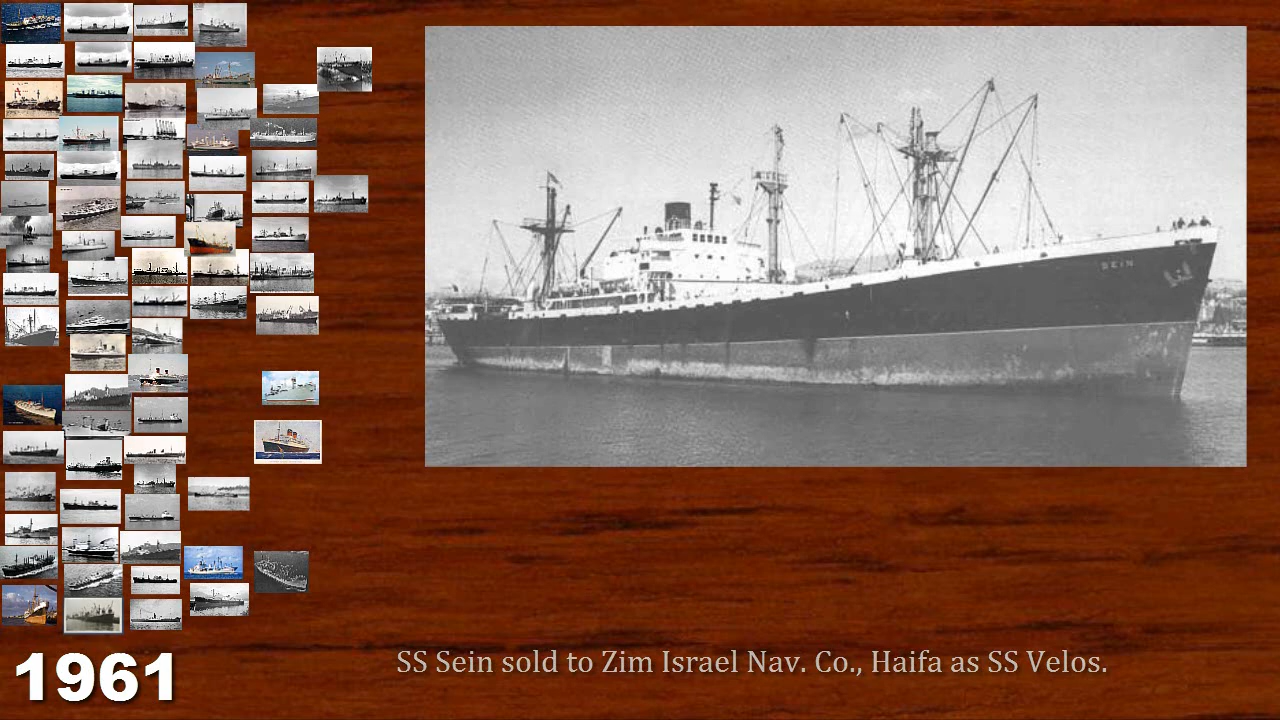 SEIN
1961
SS Sein sold to Zim Israel Nav. Co., Haifa as SS Velos.